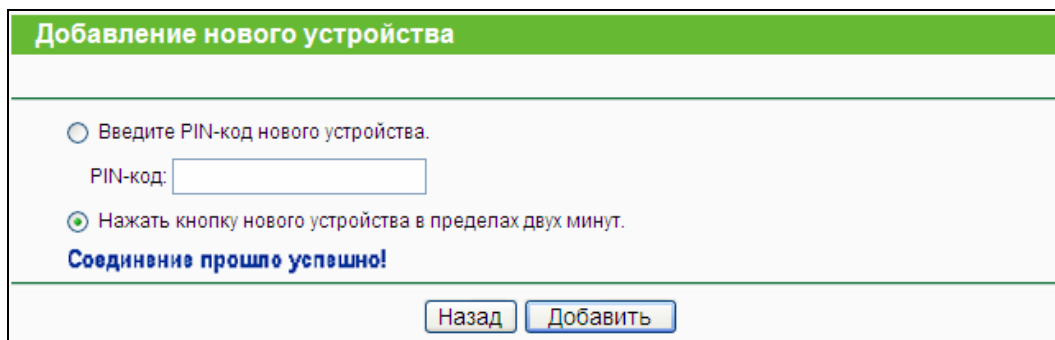 Добавление нового устройства
Введите PIN-код нового устройства.
PIN-код:
Нажать кнопку нового устройства в пределах двух минут.
Соединение прошло успешно!
Назад Добавить